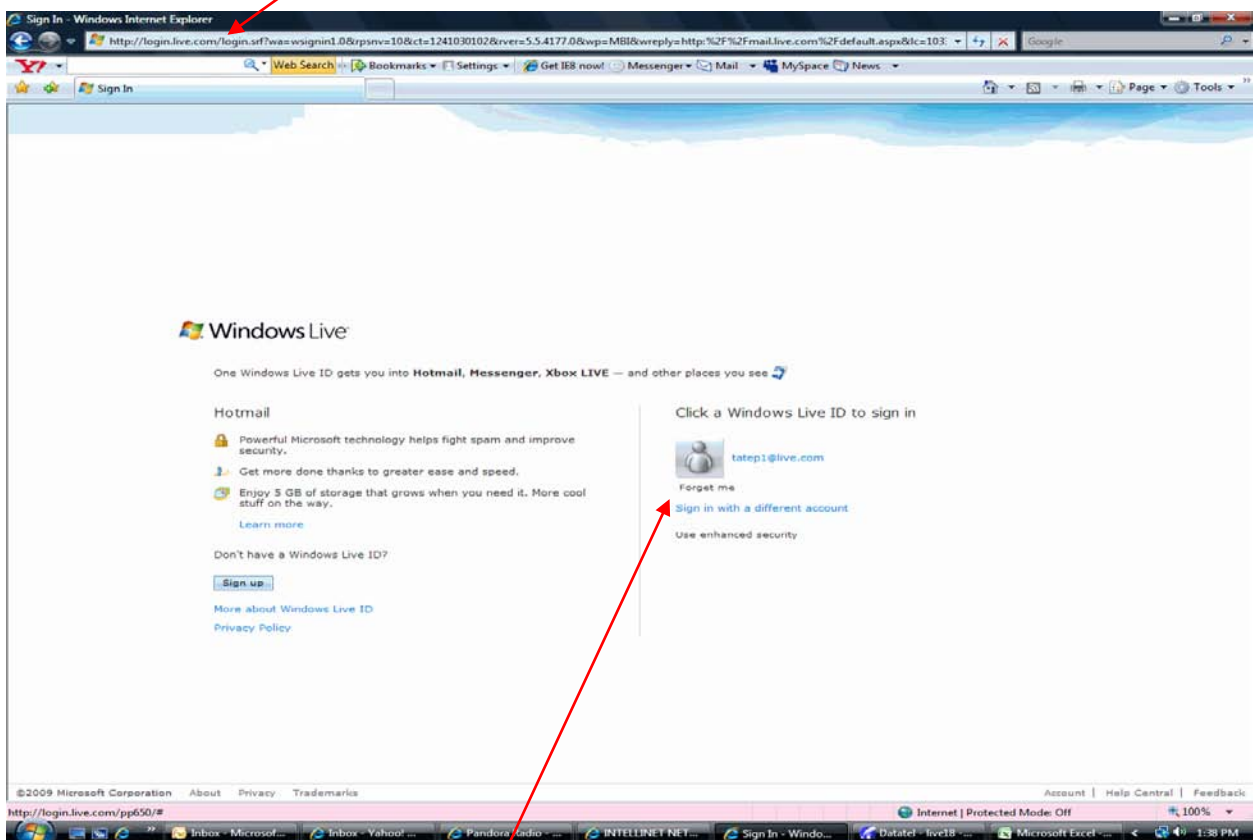 Sign In - Windows Internet Explorer
http://login.live.com/login.srf?wa=wsignin1.0&rpsnv=10&ct=1241030102&rver=5.5.4177.0&wp=MBI&wreply=http:%2F%2Fmail.live.com%2Fdefault.aspx&lc=103
Google
Y! Web Search Bookmarks Settings Get IE8 now! Messenger Mail MySpace News
Sign In
Page Tools
Windows Live
One Windows Live ID gets you into Hotmail, Messenger, Xbox LIVE — and other places you see
Hotmail
Powerful Microsoft technology helps fight spam and improve
security.
Get more done thanks to greater ease and speed.
Enjoy 5 GB of storage that grows when you need it. More cool
stuff on the way.
Learn more
Don't have a Windows Live ID?
Sign up
More about Windows Live ID
Privacy Policy
Click a Windows Live ID to sign in
tatep1@live.com
Forget me
Sign in with a different account
Use enhanced security
©2009 Microsoft Corporation About Privacy Trademarks
Account | Help Central | Feedback
http://login.live.com/pp650/#
Internet | Protected Mode: Off
100%
Inbox - Microsof... Inbox - Yahoo! ... Pandora Radio - ... INTELLINET NET... Sign In - Windo... Datatel - live18 -... Microsoft Excel -... 1:38 PM